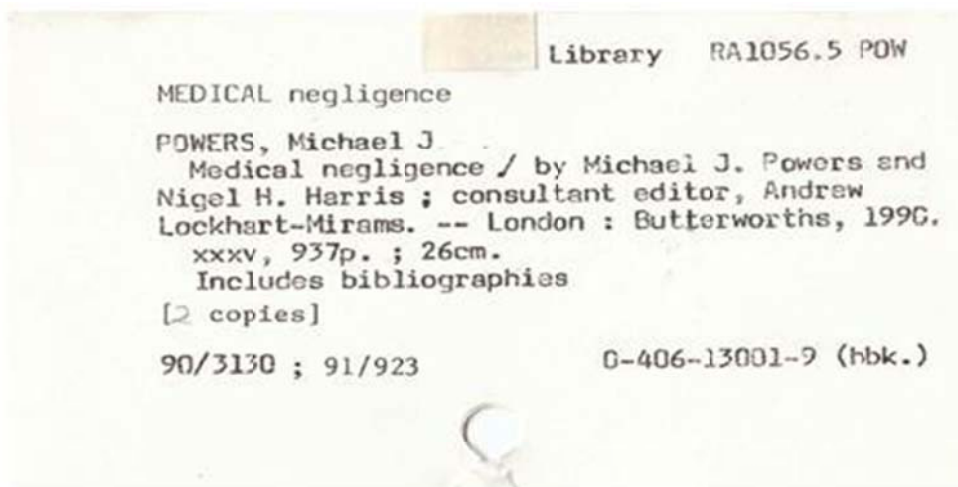 Library RA1056.5 POW
MEDICAL negligence
POWERS, Michael J
Medical negligence / by Michael J. Powers and
Nigel H. Harris ; consultant editor, Andrew
Lockhart-Mirams. -- London : Butterworths, 1990.
xxxv, 937p. ; 26cm.
Includes bibliographies
[2 copies]
90/3130 ; 91/923 0-406-13001-9 (hbk.)